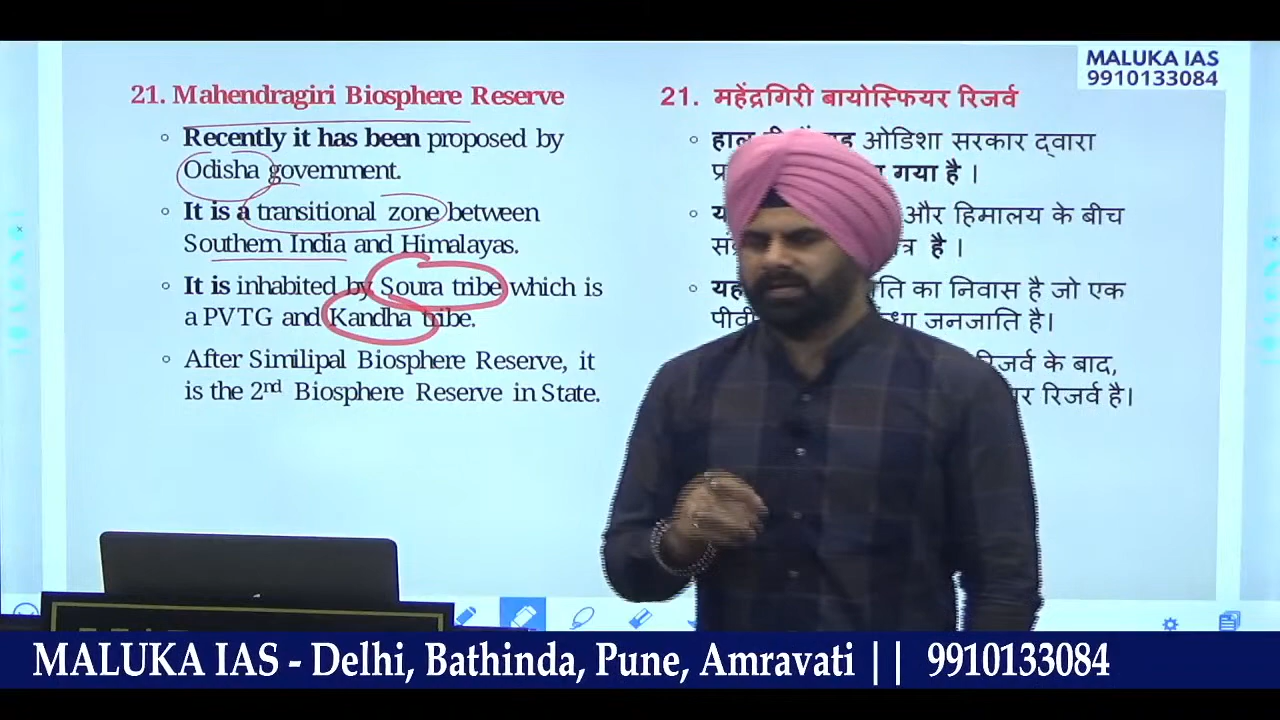 MALUKA IAS
9910133084
21. Mahendragiri Biosphere Reserve
Recently it has been proposed by
Odisha government.
It is a transitional zone between
Southern India and Himalayas.
It is inhabited by Soura tribe which is
a PVTG and Kandha tribe.
After Similipal Biosphere Reserve, it
is the 2nd Biosphere Reserve in State.
21. महेंद्रगिरी बायोस्फियर रिजर्व
ओडिशा सरकार द्वारा
गया है ।
और हिमालय के बीच
है ।
का निवास है जो एक
जनजाति है।
के बाद,
रिजर्व है।
MALUKA IAS - Delhi, Bathinda, Pune, Amravati || 9910133084